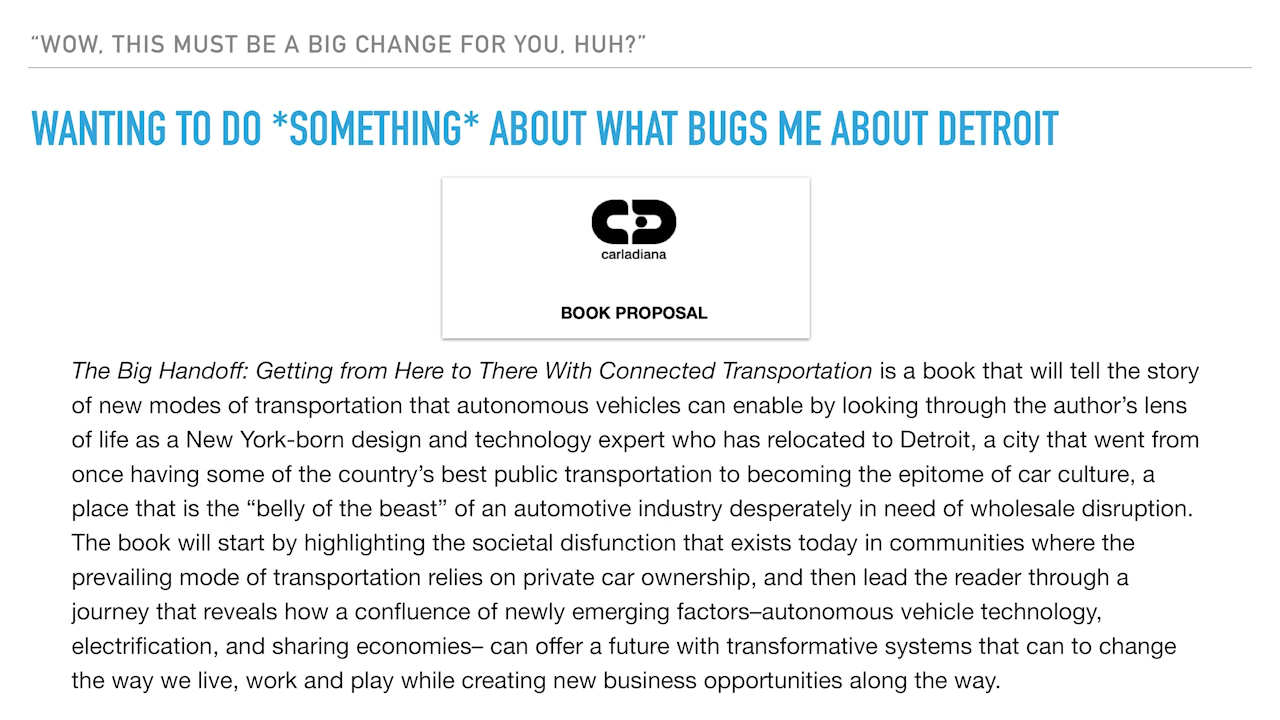 “WOW, THIS MUST BE A BIG CHANGE FOR YOU, HUH?”
WANTING TO DO *SOMETHING* ABOUT WHAT BUGS ME ABOUT DETROIT
carladiana
BOOK PROPOSAL
The Big Handoff: Getting from Here to There With Connected Transportation is a book that will tell the story
of new modes of transportation that autonomous vehicles can enable by looking through the author’s lens
of life as a New York-born design and technology expert who has relocated to Detroit, a city that went from
once having some of the country’s best public transportation to becoming the epitome of car culture, a
place that is the “belly of the beast” of an automotive industry desperately in need of wholesale disruption.
The book will start by highlighting the societal disfunction that exists today in communities where the
prevailing mode of transportation relies on private car ownership, and then lead the reader through a
journey that reveals how a confluence of newly emerging factors–autonomous vehicle technology,
electrification, and sharing economies– can offer a future with transformative systems that can to change
the way we live, work and play while creating new business opportunities along the way.